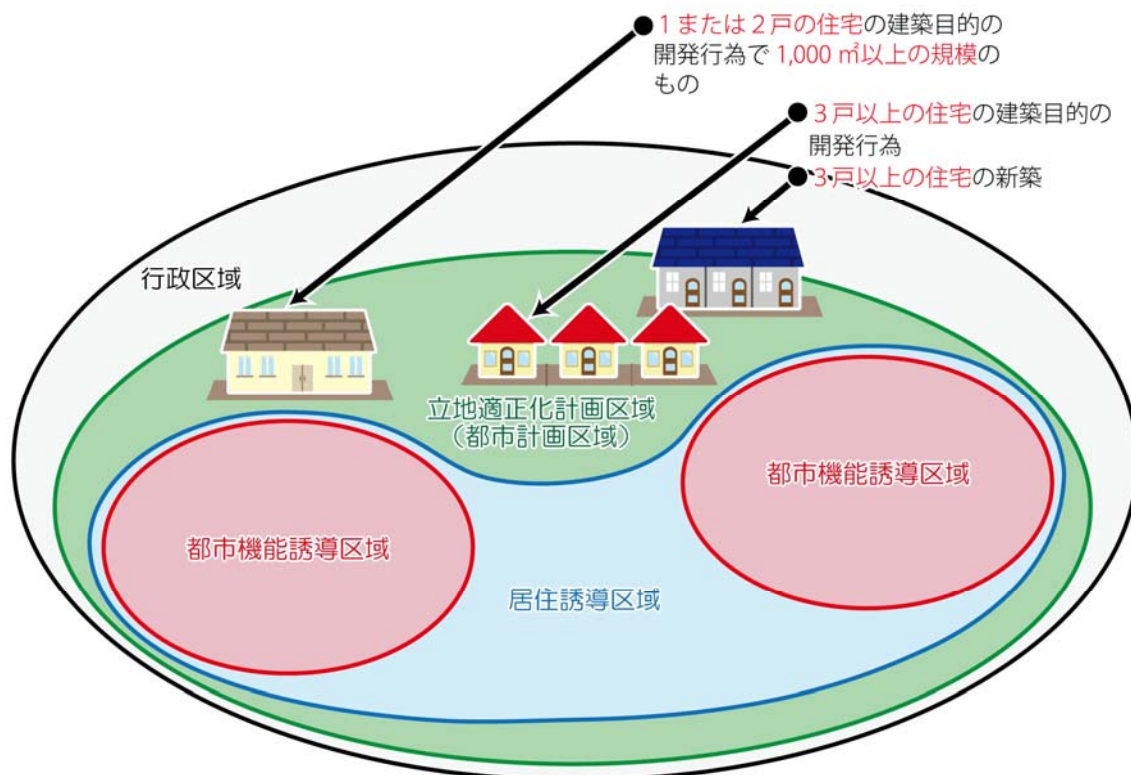 1または2戸の住宅の建築目的の
開発行為で1,000㎡以上の規模の
もの
3戸以上の住宅の建築目的の
開発行為
3戸以上の住宅の新築
行政区域
立地適正化計画区域
（都市計画区域）
都市機能誘導区域
都市機能誘導区域
居住誘導区域